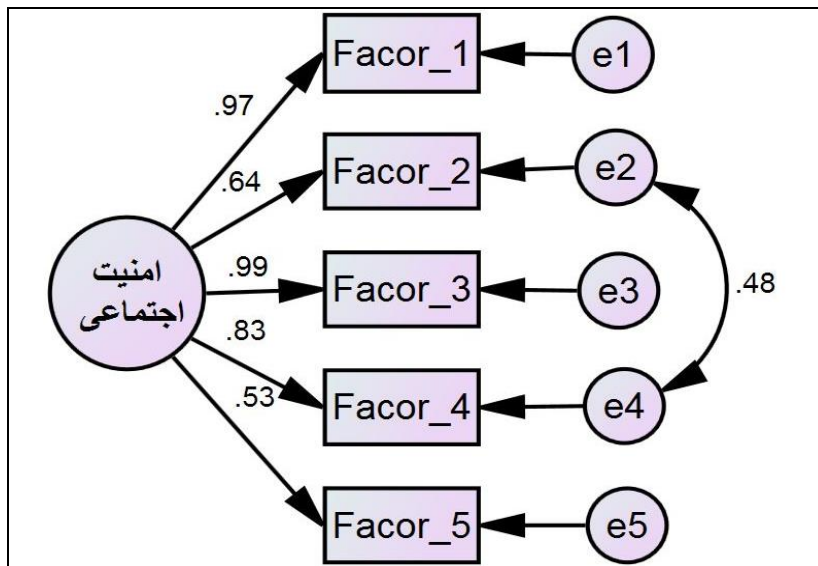 Facor_1
e1
.97
Facor_2
e2
.64
امنیت
اجتماعی
.99
Facor_3
e3
.48
.83
Facor_4
e4
.53
Facor_5
e5